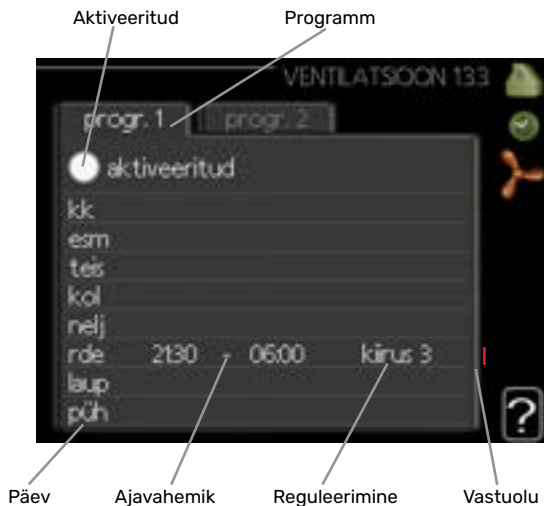 Aktiveeritud Programm
VENTILATSIOON 1.3.3
progr. 1 progr. 2
aktiveeritud
kk
esm
teis
kol
nelj
rde 21:30 - 06:00 kiirus 3
laup
püh
?
Päev Ajavahemik Reguleerimine Vastuolu